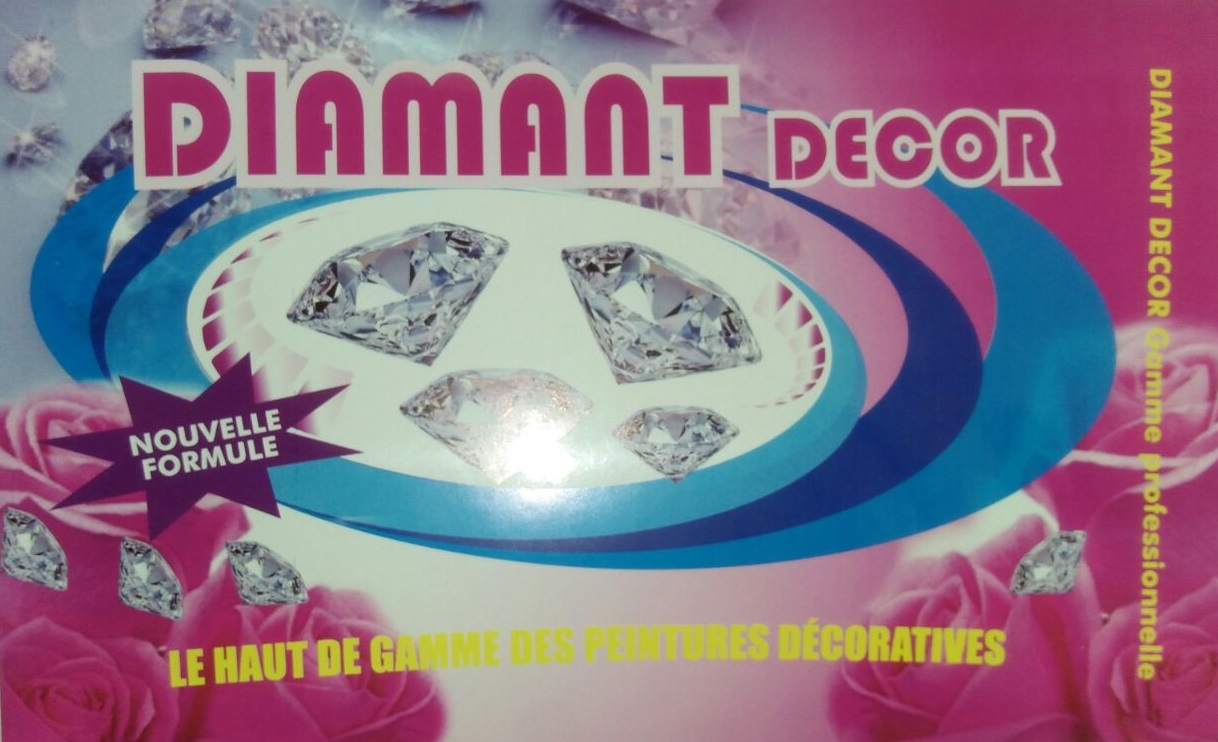 DIAMANT DECOR
NOUVELLE
FORMULE
LE HAUT DE GAMME DES PEINTURES DÉCORATIVES
DIAMANT DECOR Gamme professionnelle